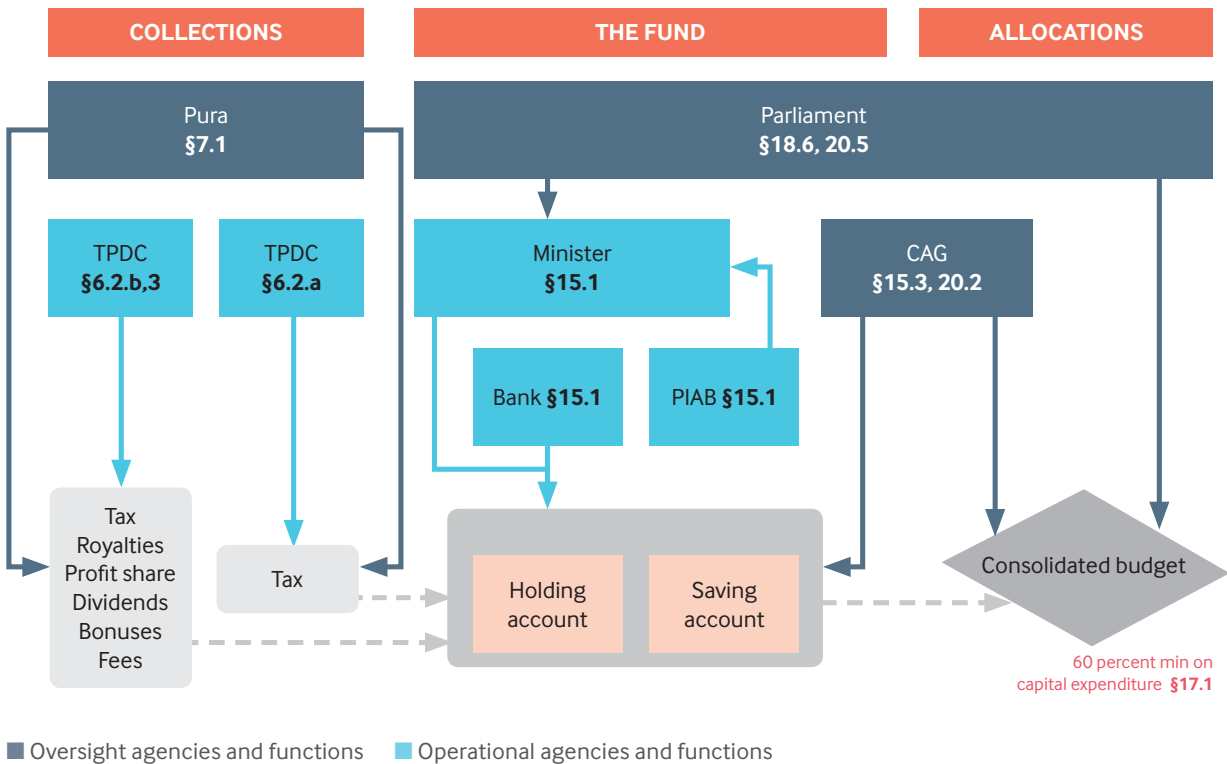 COLLECTIONS
THE FUND
ALLOCATIONS
Pura
§7.1
Parliament
§18.6, 20.5
TPDC
§6.2.b,3
TPDC
§6.2.a
Minister
§15.1
CAG
§15.3, 20.2
Bank §15.1
PIAB §15.1
Tax
Royalties
Profit share
Dividends
Bonuses
Fees
Tax
Holding
account
Saving
account
Consolidated budget
60 percent min on
capital expenditure §17.1
Oversight agencies and functions
Operational agencies and functions